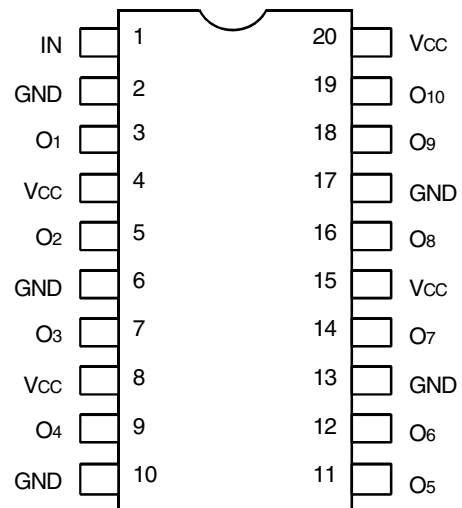 IN 1 20 VCC
GND 2 19 O10
O1 3 18 O9
VCC 4 17 GND
O2 5 16 O8
GND 6 15 VCC
O3 7 14 O7
VCC 8 13 GND
O4 9 12 O6
GND 10 11 O5